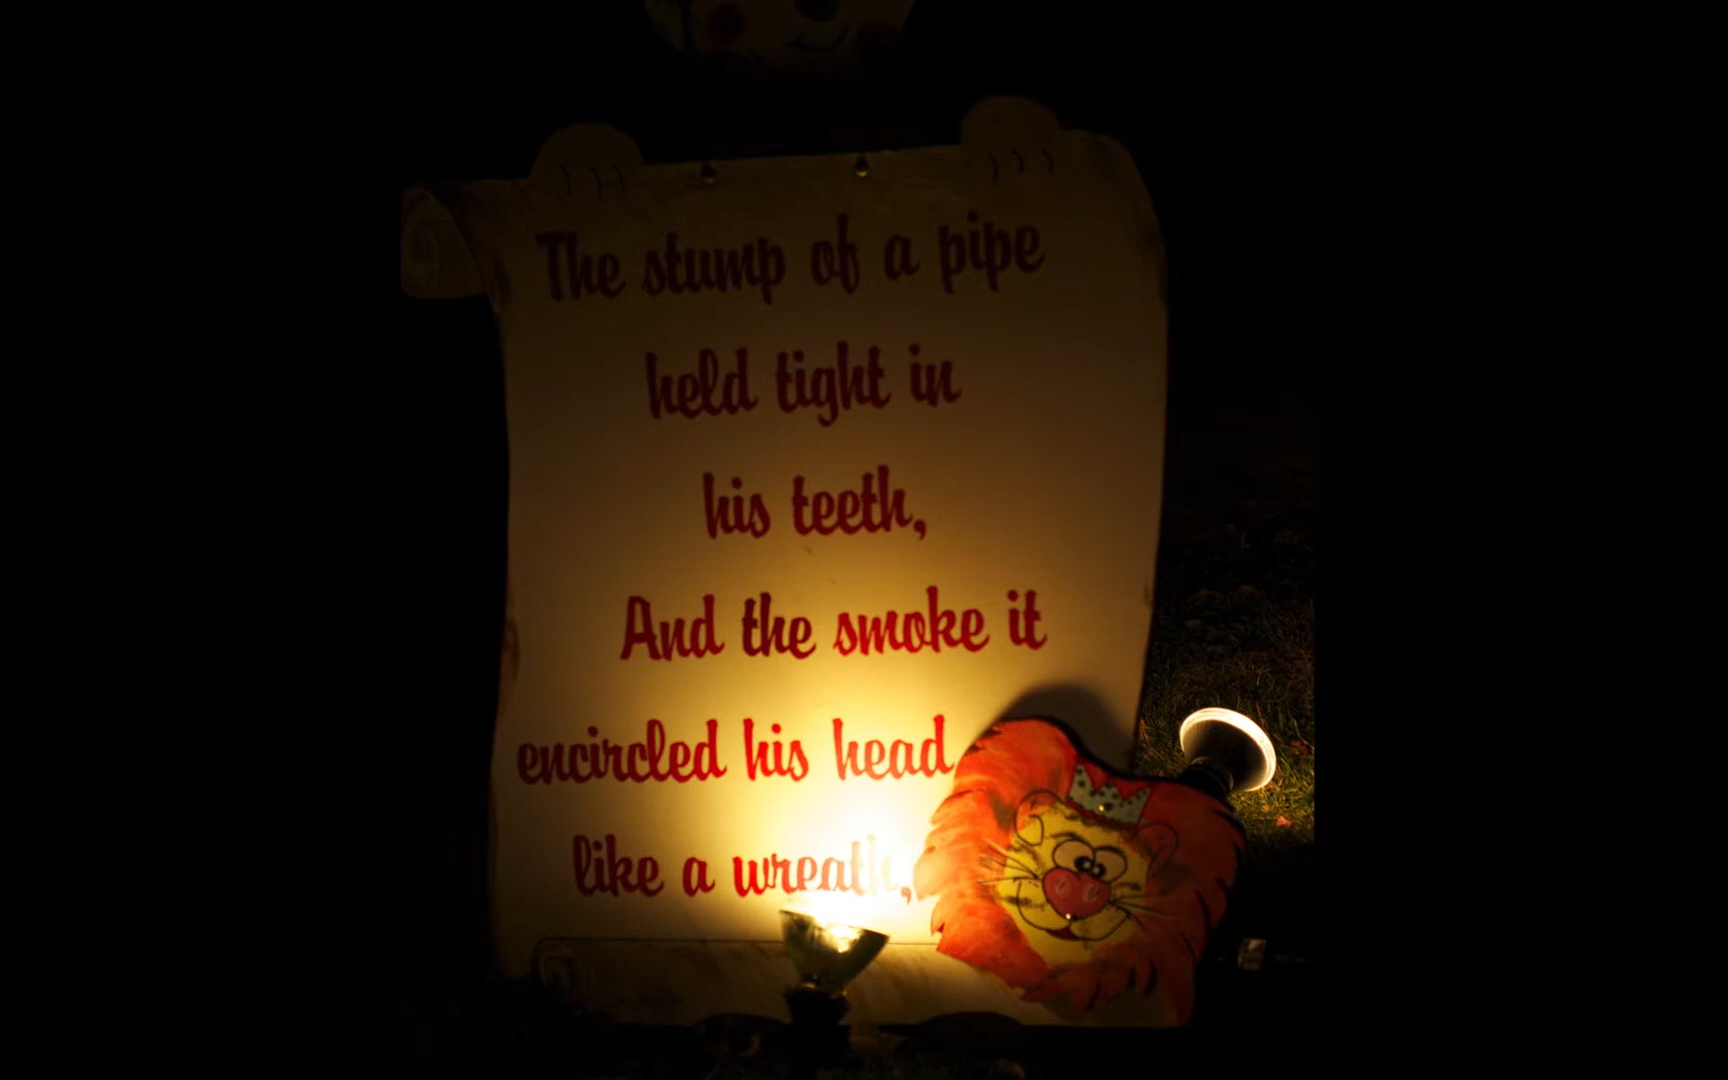 The stump of a pipe
held tight in
his teeth,
And the smoke it
encircled his head
like a wreath,